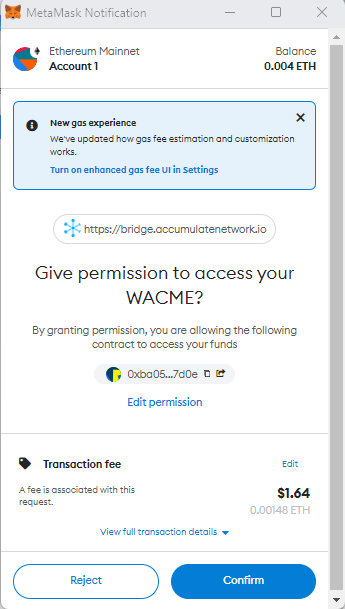 MetaMask Notification
Ethereum Mainnet
Account 1
Balance
0.004 ETH
New gas experience
We've updated how gas fee estimation and customization
works.
Turn on enhanced gas fee UI in Settings
https://bridge.accumulatenetwork.io
Give permission to access your
WACME?
By granting permission, you are allowing the following
contract to access your funds
0xba05...7d0e
Edit permission
Transaction fee
Edit
A fee is associated with this
request.
$1.64
0.00148 ETH
View full transaction details
Reject
Confirm